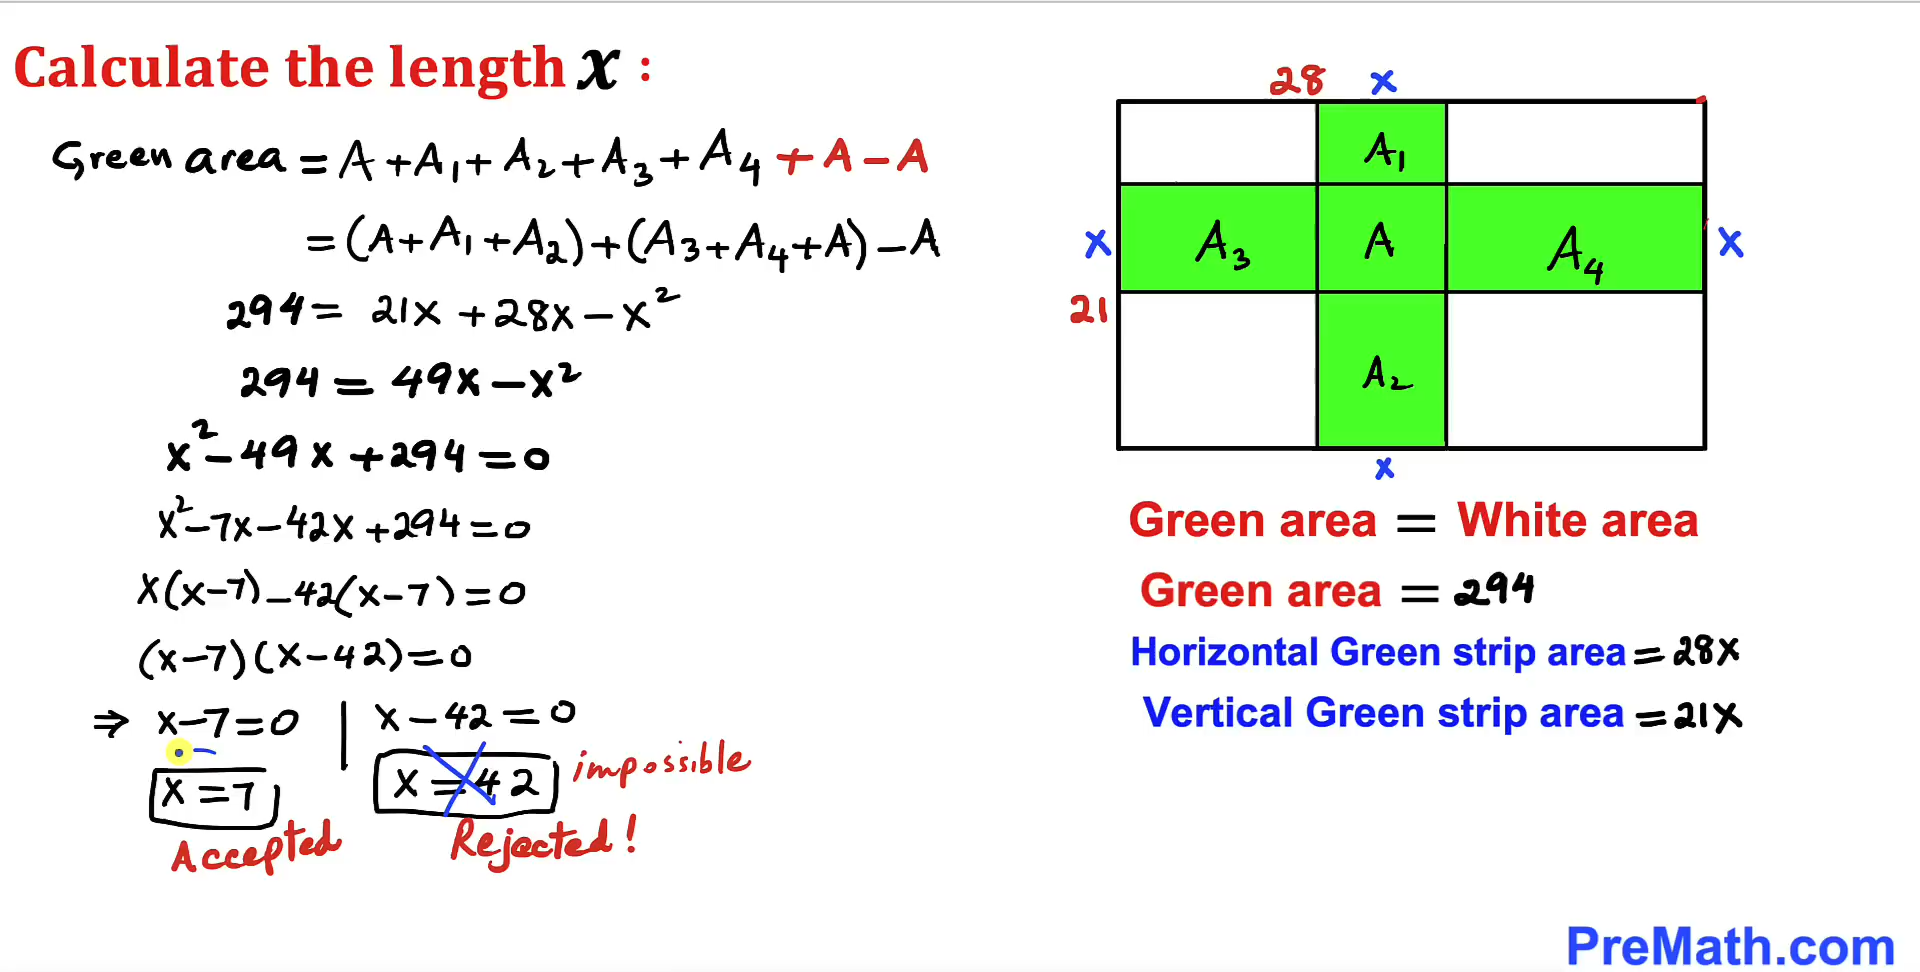 Calculate the length x :
Green area = A + A₁ + A₂ + A₃ + A₄ + A − A
= (A + A₁ + A₂) + (A₃ + A₄ + A) − A
294 = 21x + 28x − x²
294 = 49x − x²
x² − 49x + 294 = 0
x² − 7x − 42x + 294 = 0
x(x − 7) − 42(x − 7) = 0
(x − 7)(x − 42) = 0
⇒ x − 7 = 0 | x − 42 = 0
x = 7
x = 42 impossible
Accepted
Rejected!
28 x
A₁
x A₃ A A₄ x
21
A₂
x
Green area = White area
Green area = 294
Horizontal Green strip area = 28x
Vertical Green strip area = 21x
PreMath.com